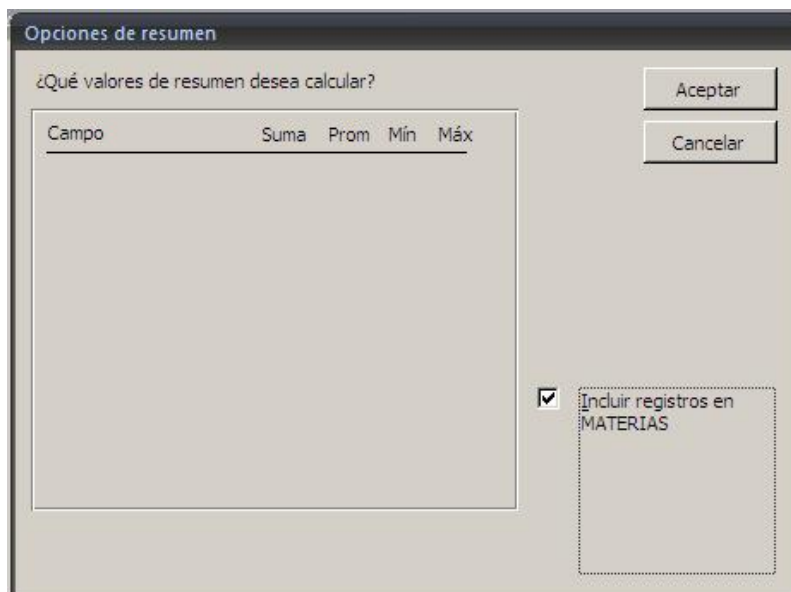 Opciones de resumen
¿Qué valores de resumen desea calcular?
Aceptar
Campo Suma Prom Mín Máx
Cancelar
Incluir registros en
MATERIAS